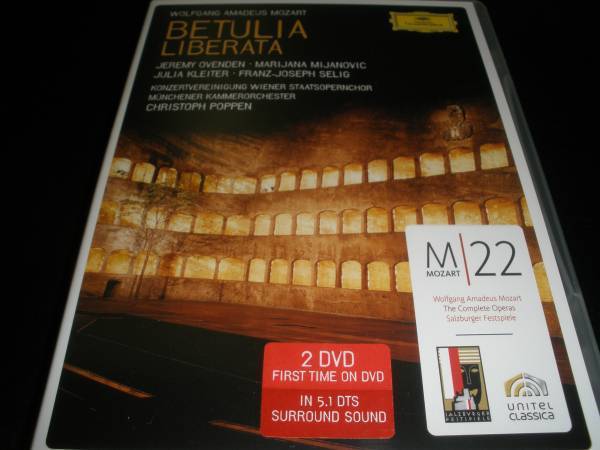 WOLFGANG AMADEUS MOZART
BETULIA
LIBERATA
JEREMY OVENDEN · MARIJANA MIJANOVIC
JULIA KLEITER · FRANZ-JOSEPH SELIG
KONZERTVEREINIGUNG WIENER STAATSOPERNCHOR
MÜNCHENER KAMMERORCHESTER
CHRISTOPH POPPEN
M|22
MOZART
Wolfgang Amadeus Mozart
The Complete Operas
Salzburger Festspiele
2 DVD
FIRST TIME ON DVD
IN 5.1 DTS
SURROUND SOUND
SALZBURGER
FESTSPIELE
UNITEL
CLASSICA